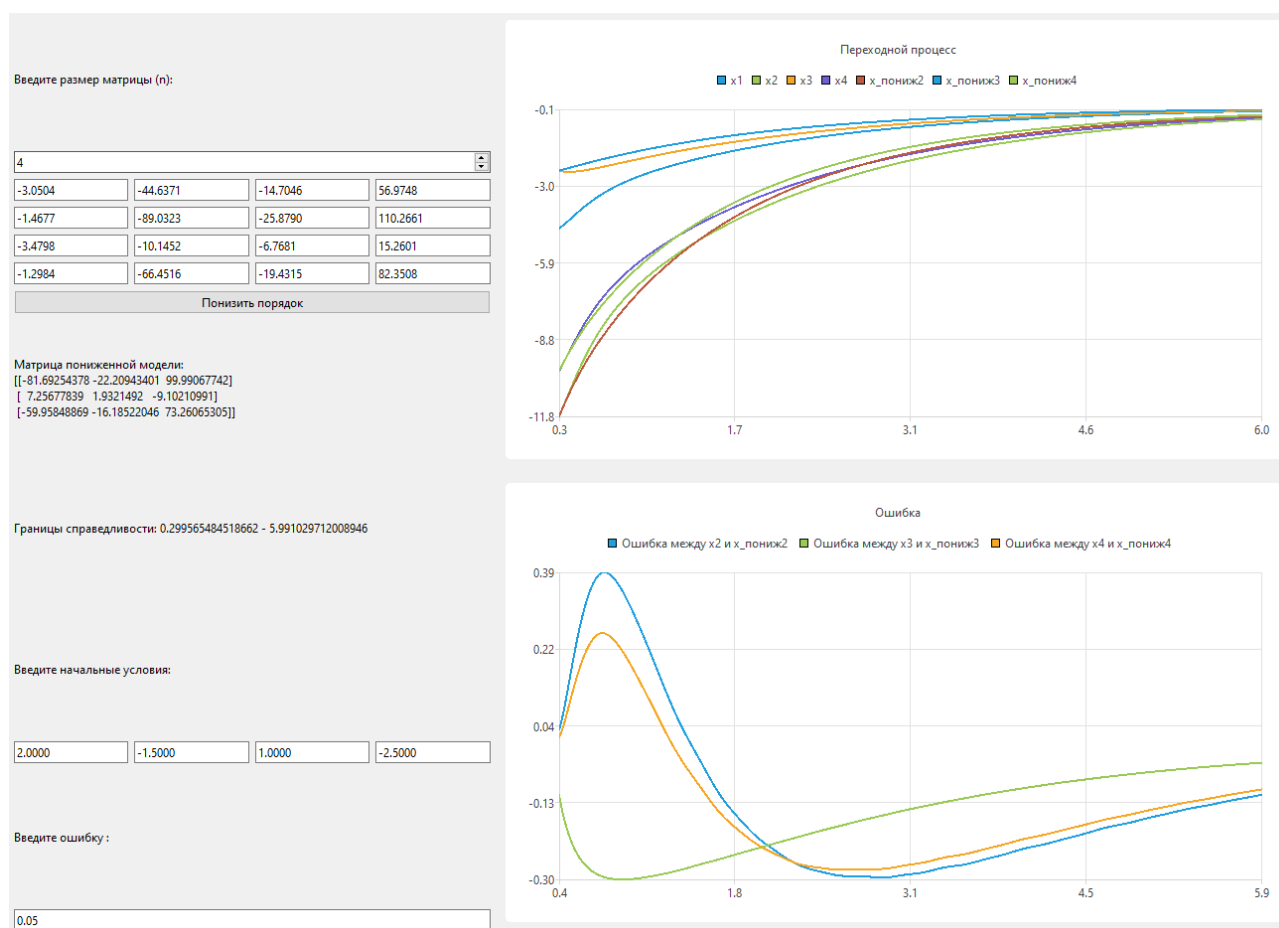 Введите размер матрицы (n):
4
-3.0504 -44.6371 -14.7046 56.9748
-1.4677 -89.0323 -25.8790 110.2661
-3.4798 -10.1452 -6.7681 15.2601
-1.2984 -66.4516 -19.4315 82.3508
Понизить порядок
Матрица пониженной модели:
[[-81.69254378 -22.20943401 99.99067742]
[ 7.25677839 1.9321492 -9.10210991]
[-59.95848869 -16.18522046 73.26065305]]
Границы справедливости: 0.299565484518662 - 5.991029712008946
Введите начальные условия:
2.0000 -1.5000 1.0000 -2.5000
Введите ошибку :
0.05
Переходной процесс
x1 x2 x3 x4 x_пониж2 x_пониж3 x_пониж4
-0.1
-3.0
-5.9
-8.8
-11.8
0.3 1.7 3.1 4.6 6.0
Ошибка
Ошибка между x2 и x_пониж2 Ошибка между x3 и x_пониж3 Ошибка между x4 и x_пониж4
0.39
0.22
0.04
-0.13
-0.30
0.4 1.8 3.1 4.5 5.9